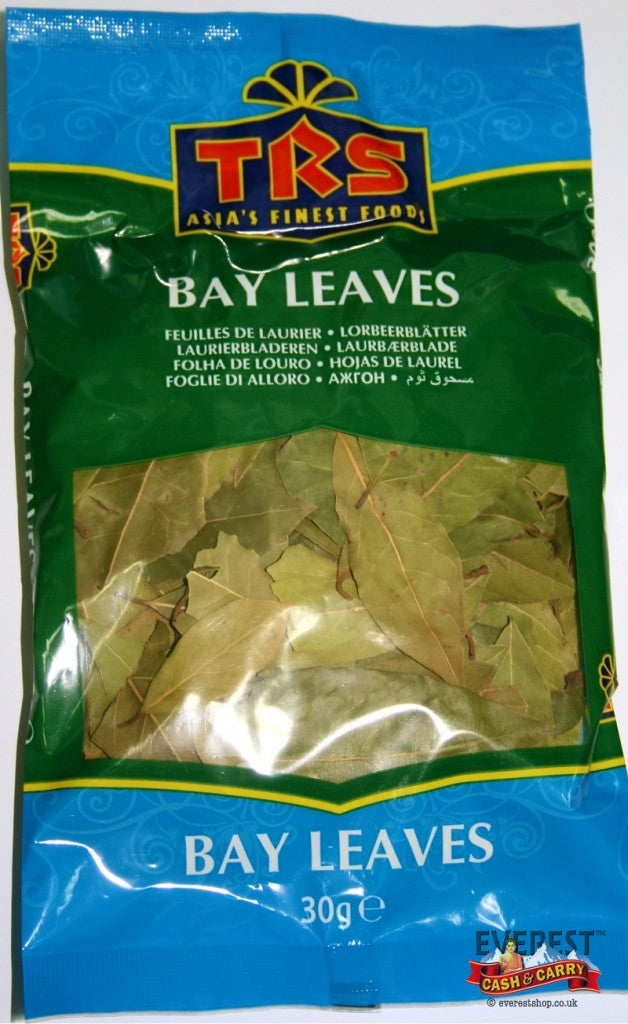 TRS
ASIA'S FINEST FOODS
BAY LEAVES
FEUILLES DE LAURIER • LORBEERBLÄTTER
LAURIERBLADEREN • LAURBÆRBLADE
FOLHA DE LOURO • HOJAS DE LAUREL
FOGLIE DI ALLORO • АЖГОН • مسحوق ثوم
BAY LEAVES
30g ℮
EVEREST™
CASH & CARRY
© everestshop.co.uk